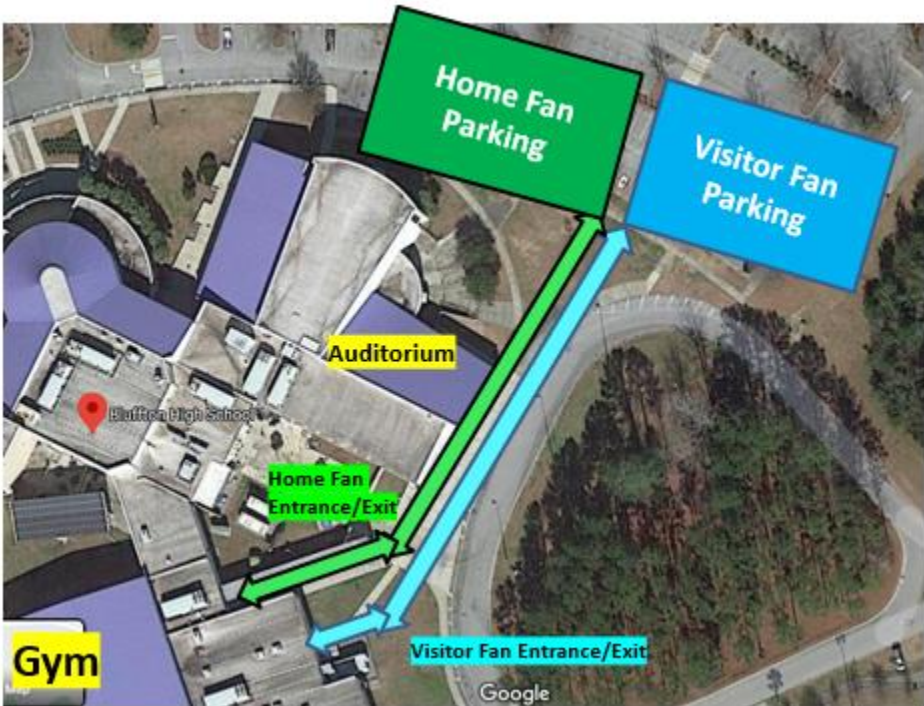 Home Fan
Parking
Visitor Fan
Parking
Auditorium
Bluffton High School
Home Fan
Entrance/Exit
Visitor Fan Entrance/Exit
Gym
Map
Google